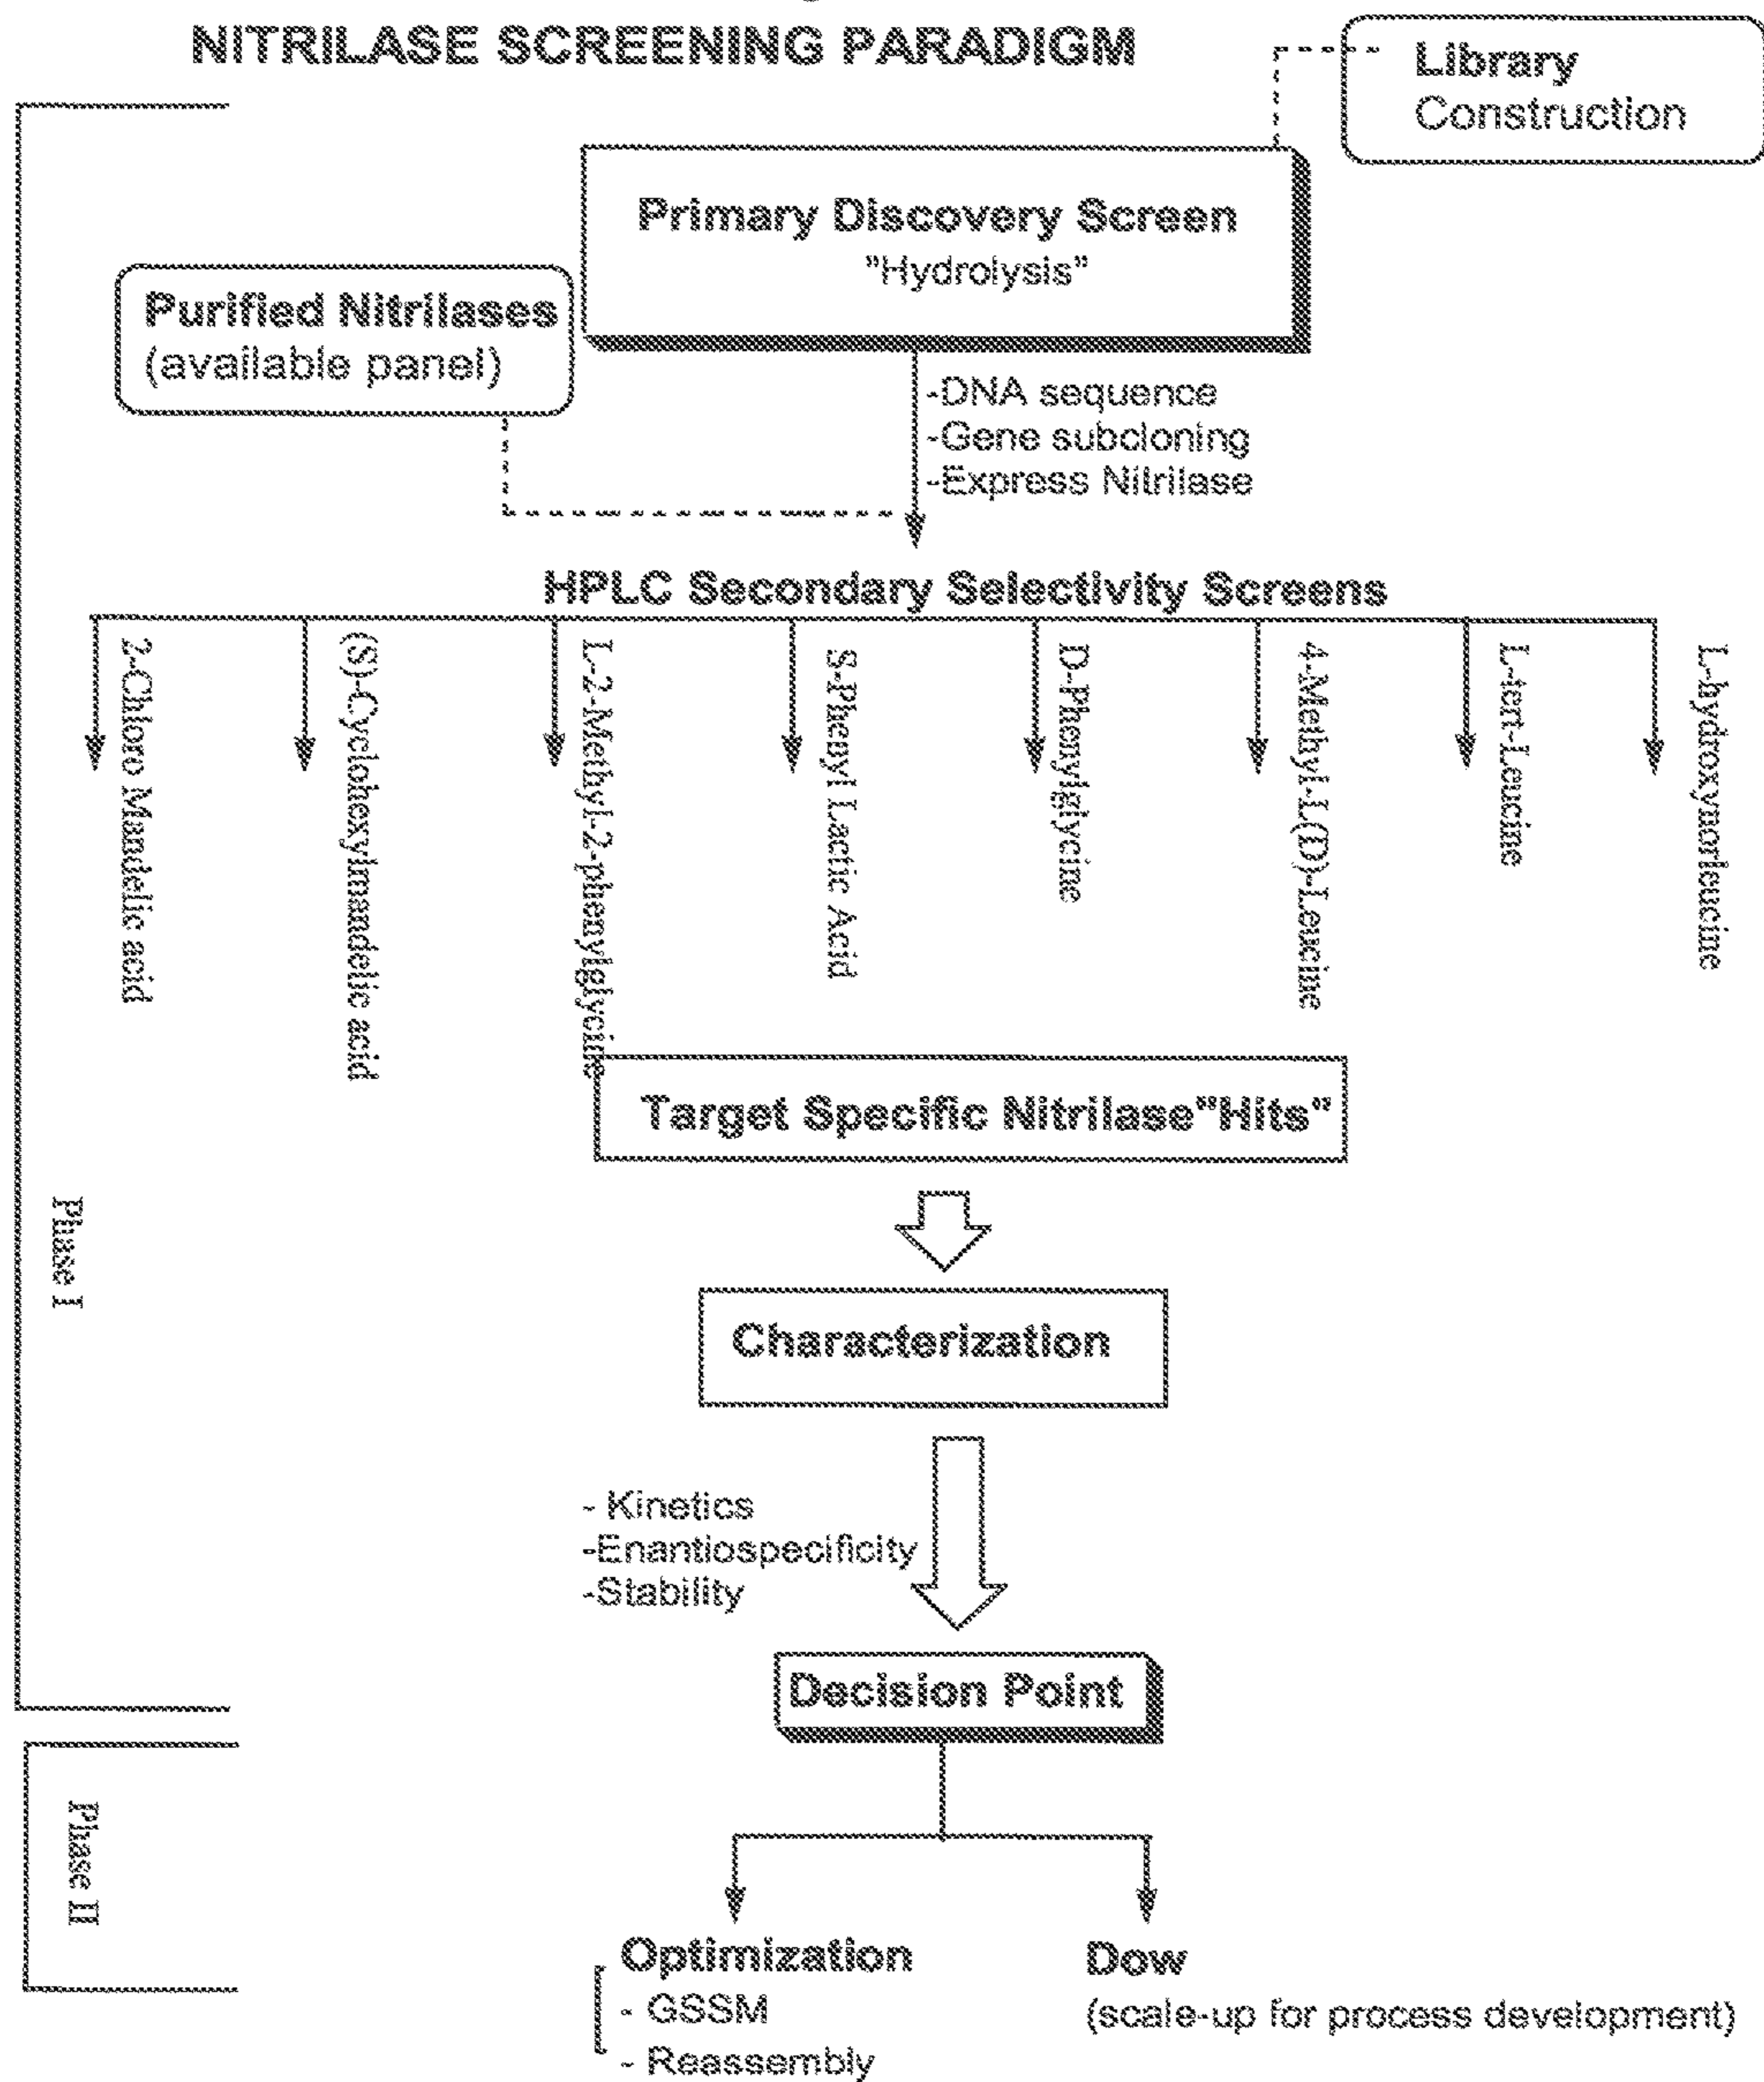 NITRILASE SCREENING PARADIGM
Library
Construction
Primary Discovery Screen
"Hydrolysis"
Purified Nitrilases
(available panel)
-DNA sequence
-Gene subcloning
-Express Nitrilase
HPLC Secondary Selectivity Screens
2-Chloro Mandelic acid
(S)-Cyclohexylmandelic acid
L-2-Methyl-2-phenylglycine
S-Phenyl Lactic Acid
D-Phenylglycine
4-Methyl-L(D)-Leucine
L-tert-Leucine
L-hydroxynorleucine
Target Specific Nitrilase"Hits"
Phase I
Characterization
- Kinetics
-Enantiospecificity
-Stability
Decision Point
Phase II
Optimization
- GSSM
- Reassembly
Dow
(scale-up for process development)